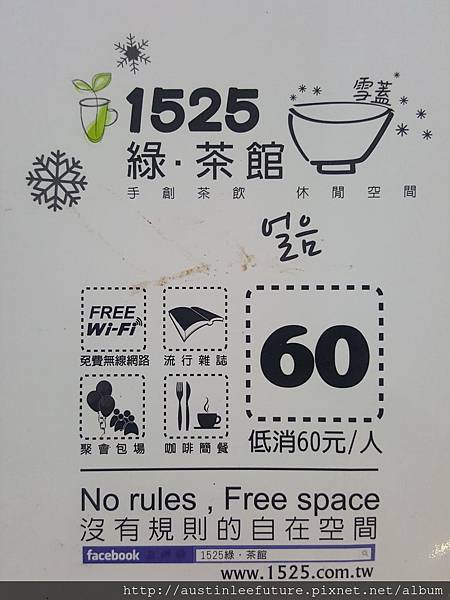 1525
雪蓋
綠·茶館
手創茶飲 休閒空間
얼음
FREE
Wi-Fi
免費無線網路
流行雜誌
60
聚會包場
咖啡簡餐
低消60元/人
No rules , Free space
沒有規則的自在空間
facebook
1525綠·茶館
www.1525.com.tw
http://austinleefuture.pixnet.net/album